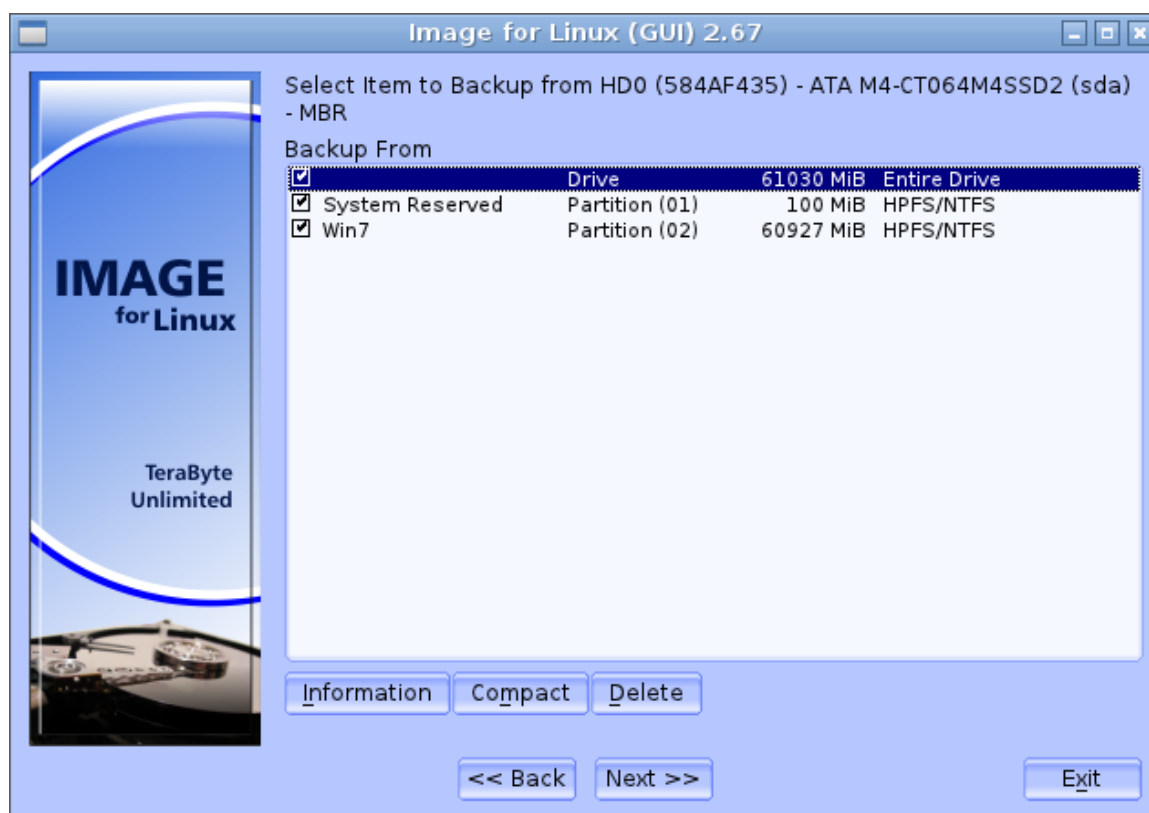 Image for Linux (GUI) 2.67
Select Item to Backup from HD0 (584AF435) - ATA M4-CT064M4SSD2 (sda)
- MBR
Backup From
Drive 61030 MiB Entire Drive
System Reserved Partition (01) 100 MiB HPFS/NTFS
Win7 Partition (02) 60927 MiB HPFS/NTFS
IMAGE
for Linux
TeraByte
Unlimited
Information Compact Delete
<< Back Next >> Exit